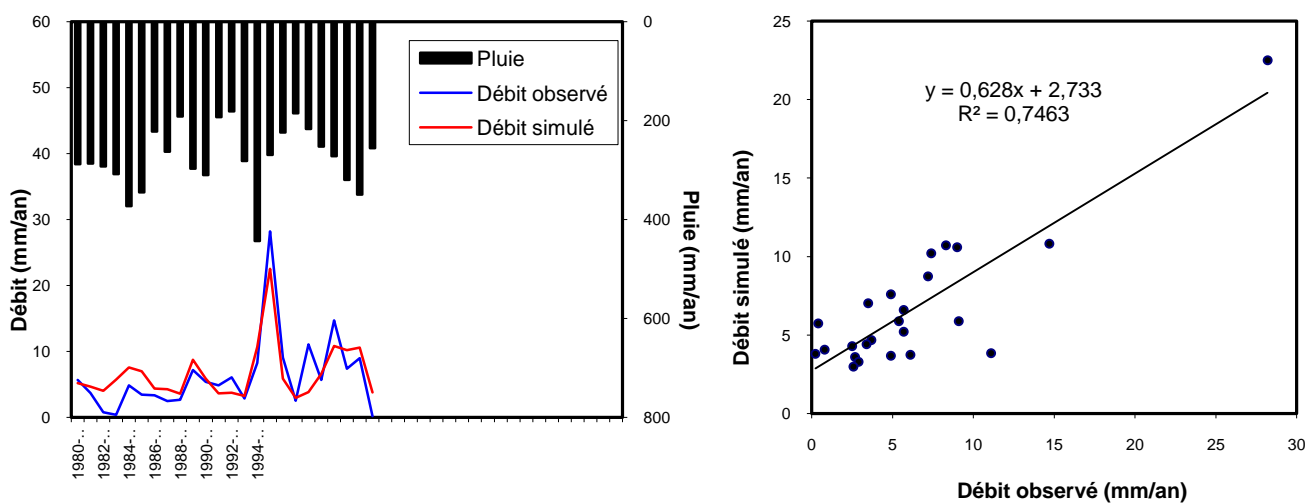 60
50
40
30
20
10
0
Débit (mm/an)
0
200
400
600
800
Pluie (mm/an)
Pluie
Débit observé
Débit simulé
1980-..
1982-..
1984-..
1986-..
1988-..
1990-..
1992-..
1994-..
25
20
15
10
5
0
Débit simulé (mm/an)
y = 0,628x + 2,733
R² = 0,7463
0 5 10 15 20 25 30
Débit observé (mm/an)